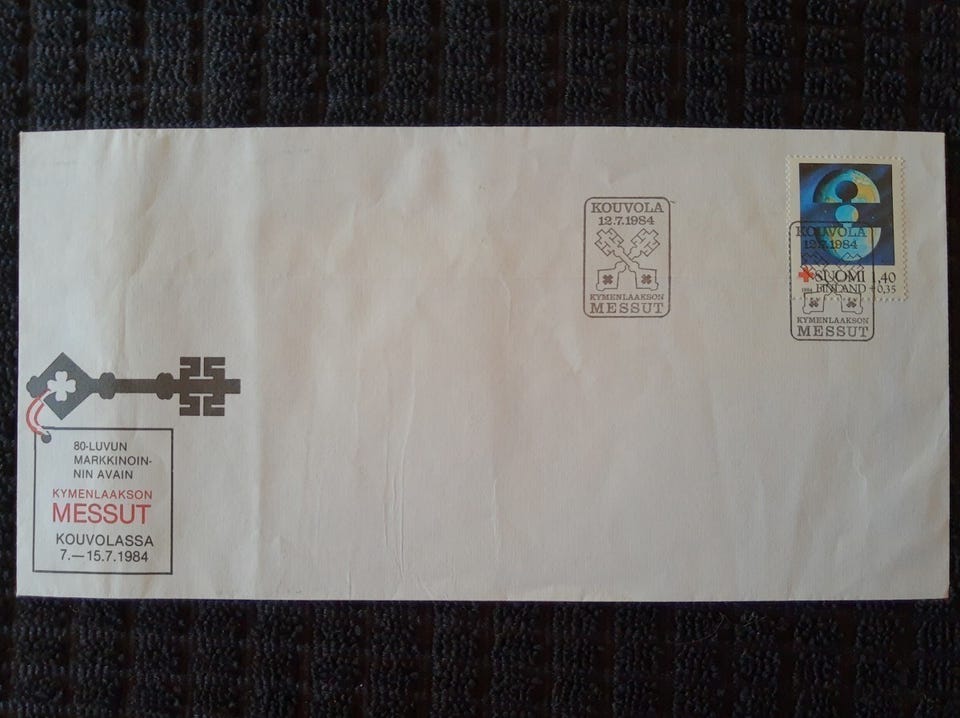 KOUVOLA
12.7.1984
KYMENLAAKSON
MESSUT
KOUVOLA
12.7.1984
SUOMI 1,40
1984 FINLAND +0,35
KYMENLAAKSON
MESSUT
80-LUVUN
MARKKINOIN-
NIN AVAIN
KYMENLAAKSON
MESSUT
KOUVOLASSA
7.—15.7.1984